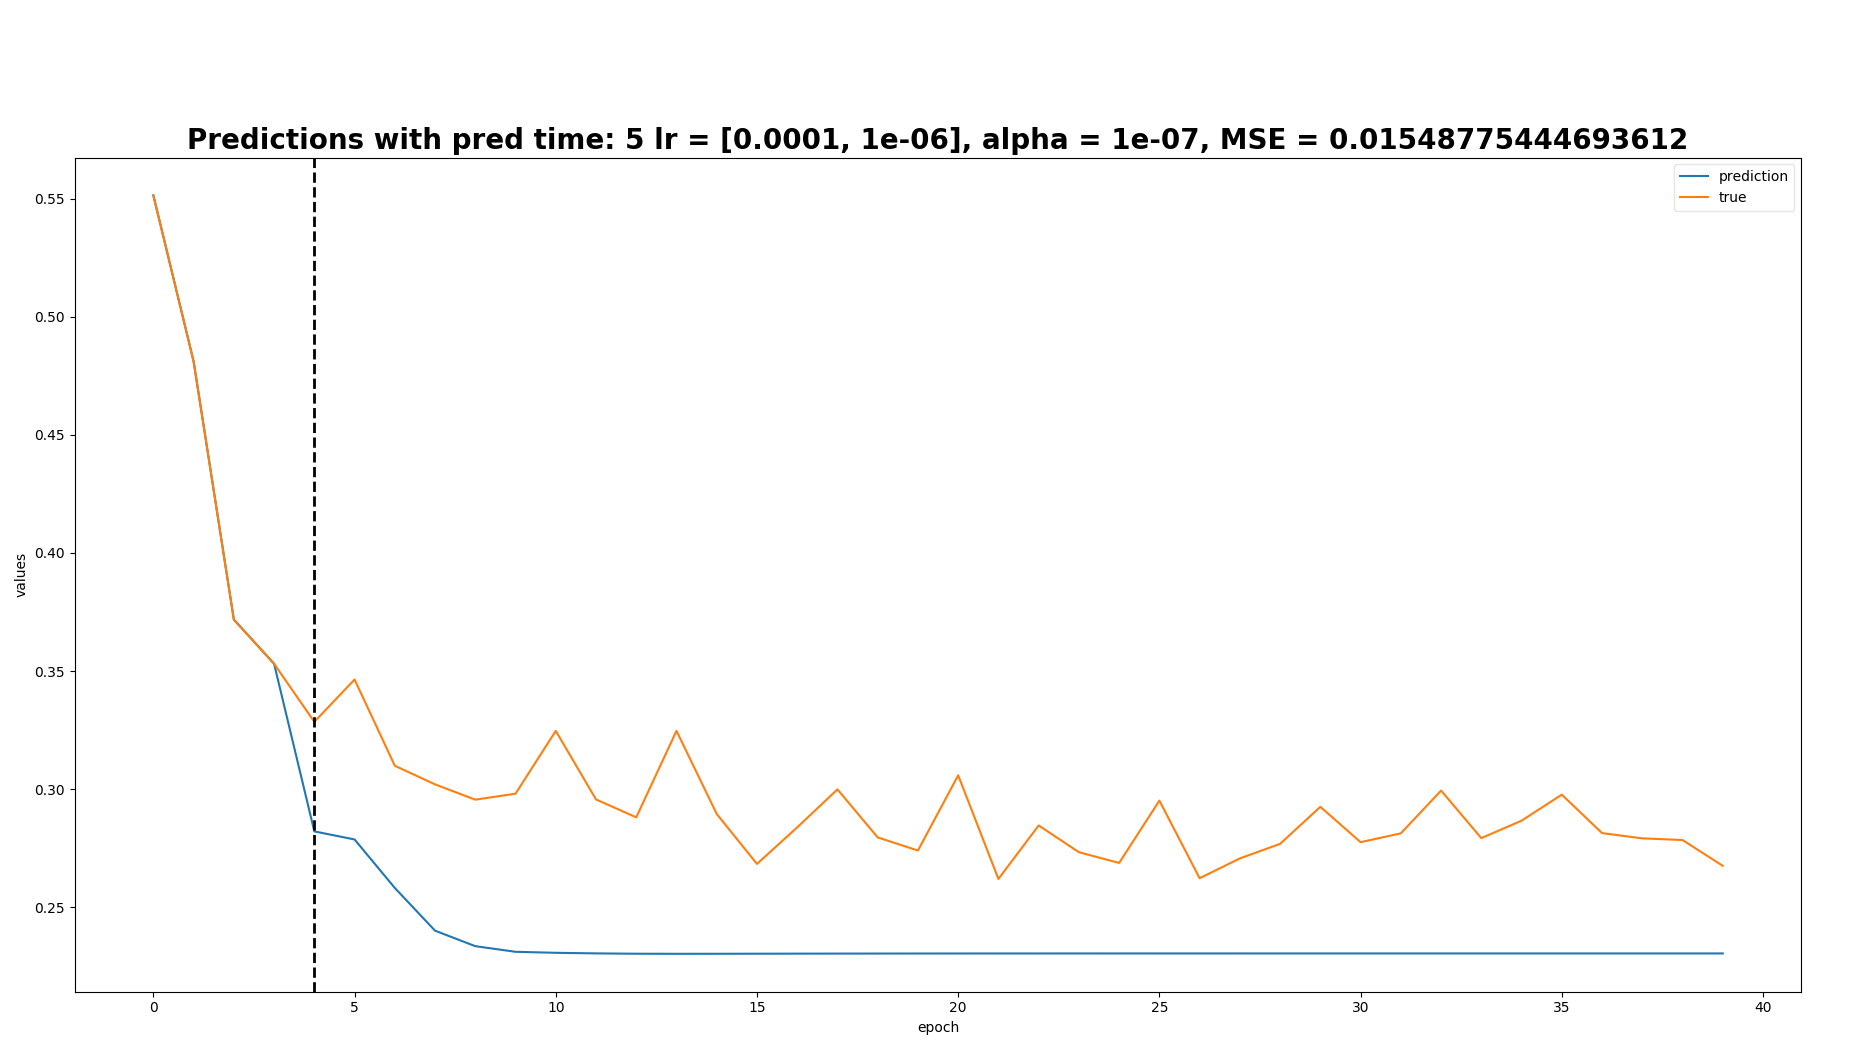 Predictions with pred time: 5 lr = [0.0001, 1e-06], alpha = 1e-07, MSE = 0.01548775444693612
prediction
true
0.55
0.50
0.45
0.40
0.35
0.30
0.25
values
0 5 10 15 20 25 30 35 40
epoch